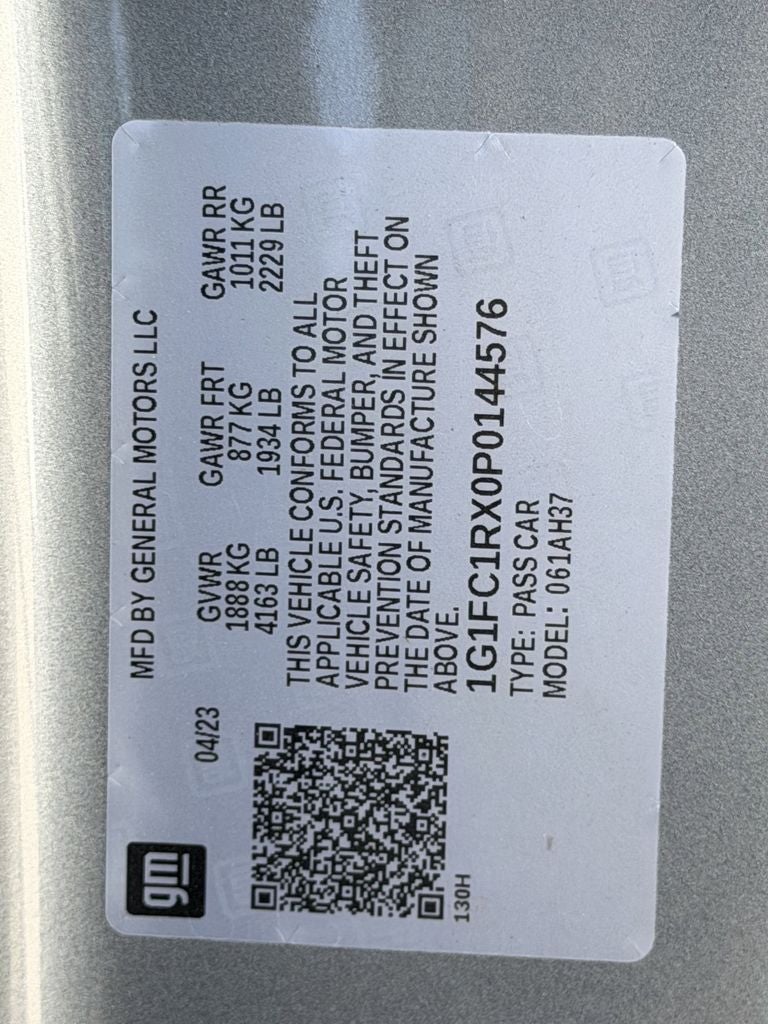 gm
MFD BY GENERAL MOTORS LLC
04/23 GVWR GAWR FRT GAWR RR
1888 KG 877 KG 1011 KG
4163 LB 1934 LB 2229 LB
THIS VEHICLE CONFORMS TO ALL
APPLICABLE U.S. FEDERAL MOTOR
VEHICLE SAFETY, BUMPER, AND THEFT
PREVENTION STANDARDS IN EFFECT ON
THE DATE OF MANUFACTURE SHOWN
ABOVE.
1G1FC1RX0P0144576
TYPE: PASS CAR
MODEL: 061AH37
130H